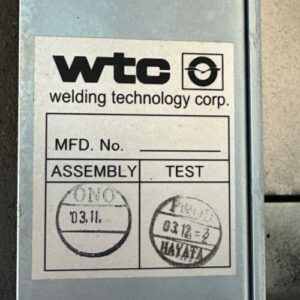 wtc
welding technology corp.
MFD. No.
ASSEMBLY TEST
ONO
'03.11.
PROD
03.12.-2
HAYATA